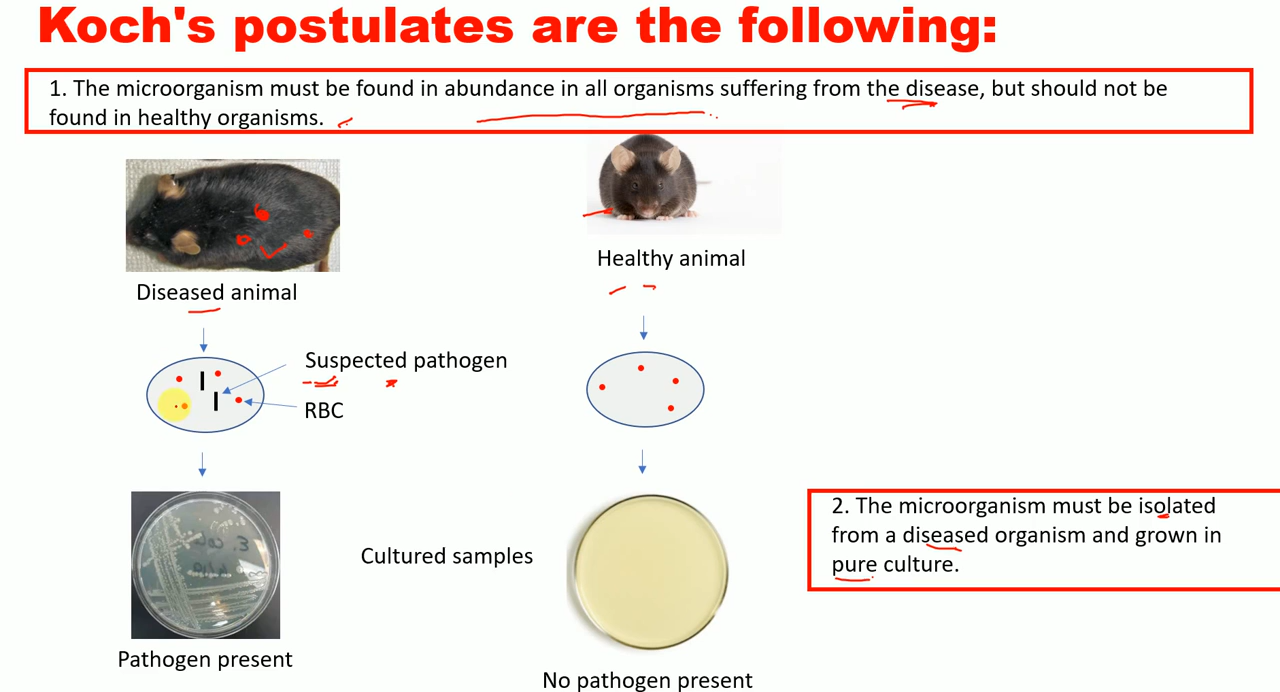 Koch's postulates are the following:
1. The microorganism must be found in abundance in all organisms suffering from the disease, but should not be
found in healthy organisms.
Healthy animal
Diseased animal
Suspected pathogen
RBC
Cultured samples
2. The microorganism must be isolated
from a diseased organism and grown in
pure culture.
Pathogen present
No pathogen present